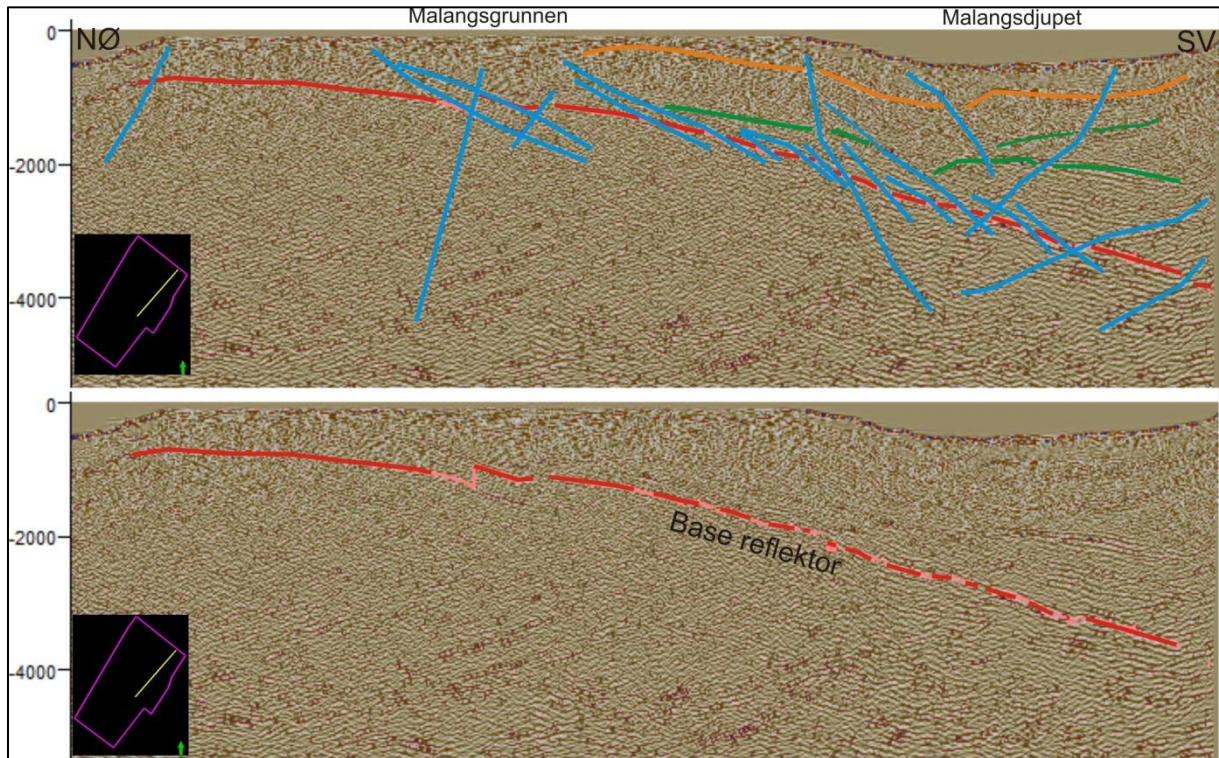 Malangsgrunnen
Malangsdjupet
0
NØ
SV
-2000
-4000
0
Base reflektor
-2000
-4000